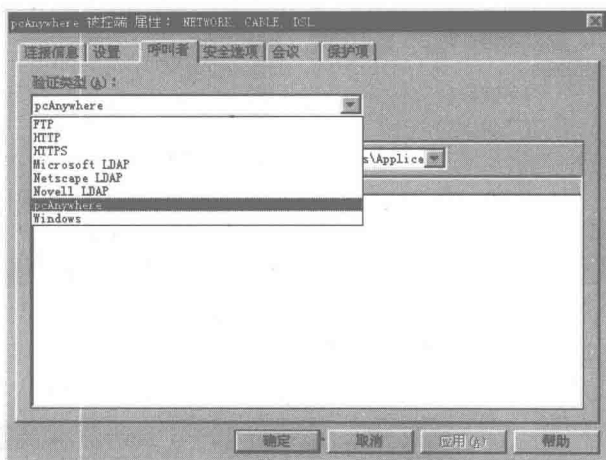 pcAnywhere 被控端 属性: NETWORK, CABLE, DSL
连接信息 设置 呼叫者 安全选项 会议 保护项
验证类型(A):
pcAnywhere
FTP
HTTP
HTTPS
Microsoft LDAP
Netscape LDAP
Novell LDAP
pcAnywhere
Windows
s\Applica
确定 取消 应用(A) 帮助